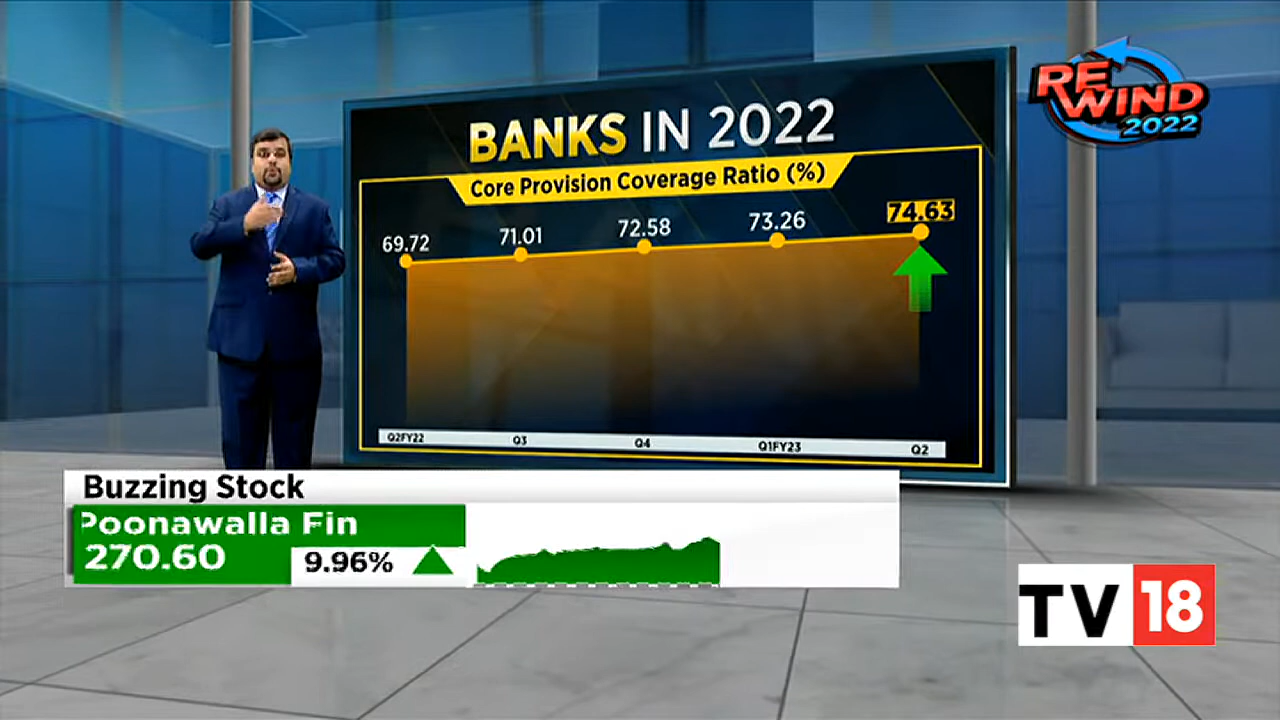 REWIND
2022
BANKS IN 2022
Core Provision Coverage Ratio (%)
69.72 71.01 72.58 73.26 74.63
Q2FY22 Q3 Q4 Q1FY23 Q2
Buzzing Stock
Poonawalla Fin
270.60 9.96%
TV18